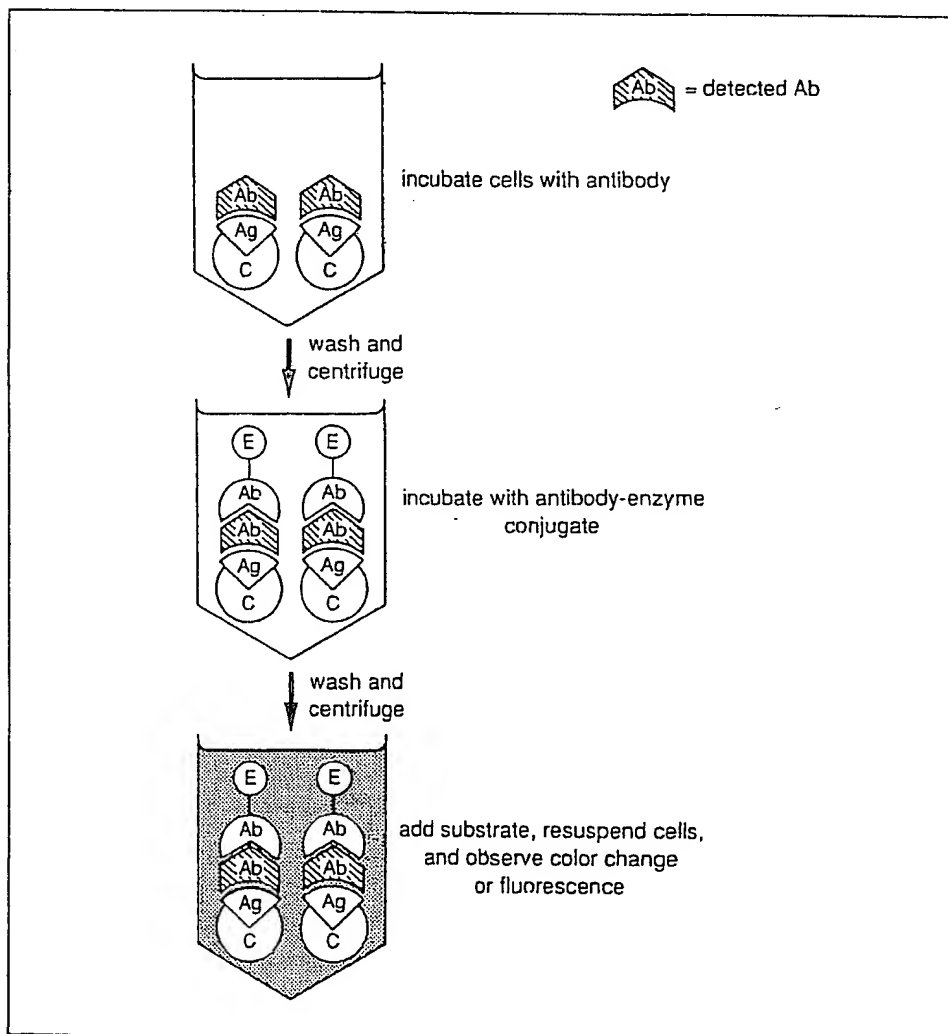 Ab = detected Ab
incubate cells with antibody
Ab Ab
Ag Ag
C C
wash and
centrifuge
E E
Ab Ab
Ab Ab
Ag Ag
C C
incubate with antibody-enzyme
conjugate
wash and
centrifuge
E E
Ab Ab
Ab Ab
Ag Ag
C C
add substrate, resuspend cells,
and observe color change
or fluorescence